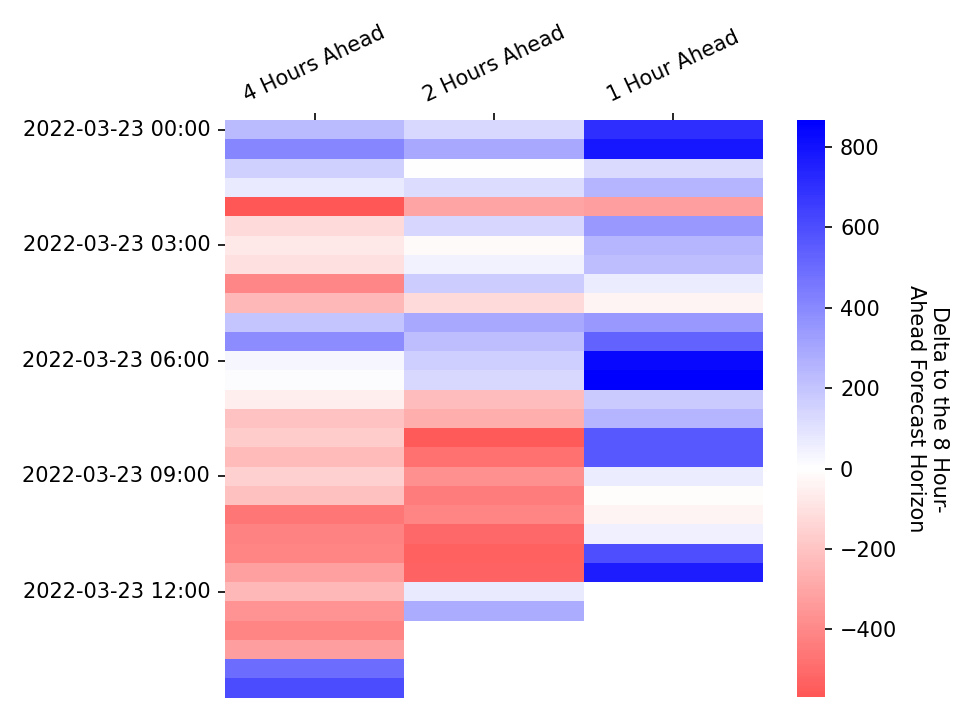 4 Hours Ahead
2 Hours Ahead
1 Hour Ahead
2022-03-23 00:00
2022-03-23 03:00
2022-03-23 06:00
2022-03-23 09:00
2022-03-23 12:00
800
600
400
200
0
−200
−400
Delta to the 8 Hour-
Ahead Forecast Horizon